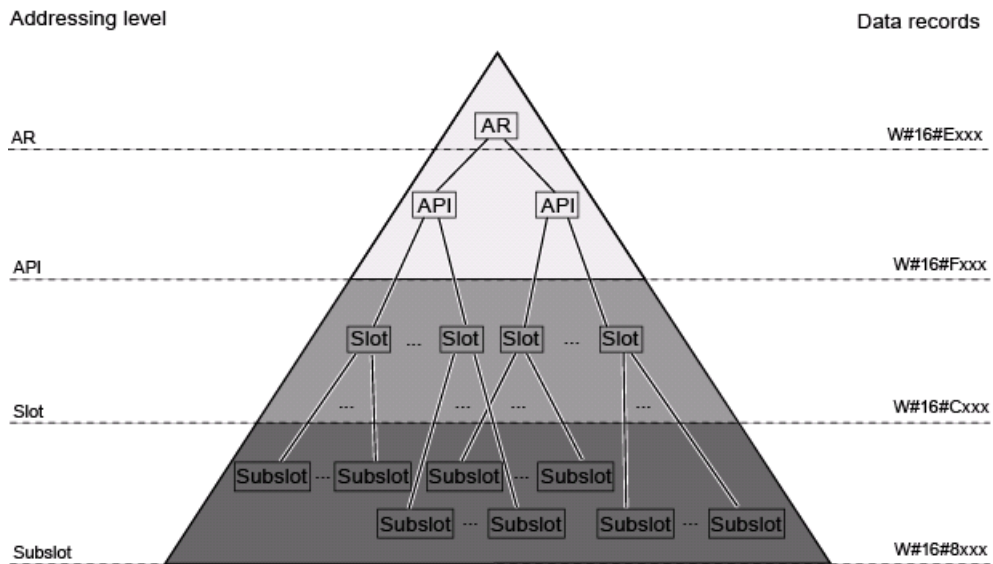 Addressing level Data records
AR
AR W#16#Exxx
API API
API W#16#Fxxx
Slot ... Slot Slot ... Slot
... ... ... ...
Slot W#16#Cxxx
Subslot ... Subslot Subslot ... Subslot
Subslot ... Subslot Subslot ... Subslot
Subslot W#16#8xxx